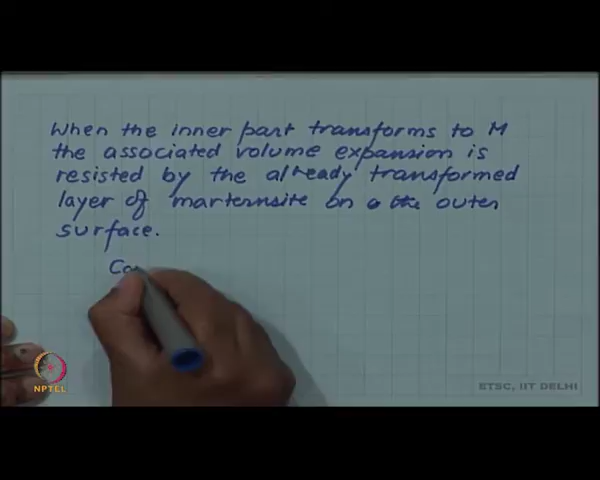 When the inner part transforms to M
the associated volume expansion is
resisted by the already transformed
layer of marternsite on the outer
surface.
Co
NPTEL
ETSC, IIT DELHI